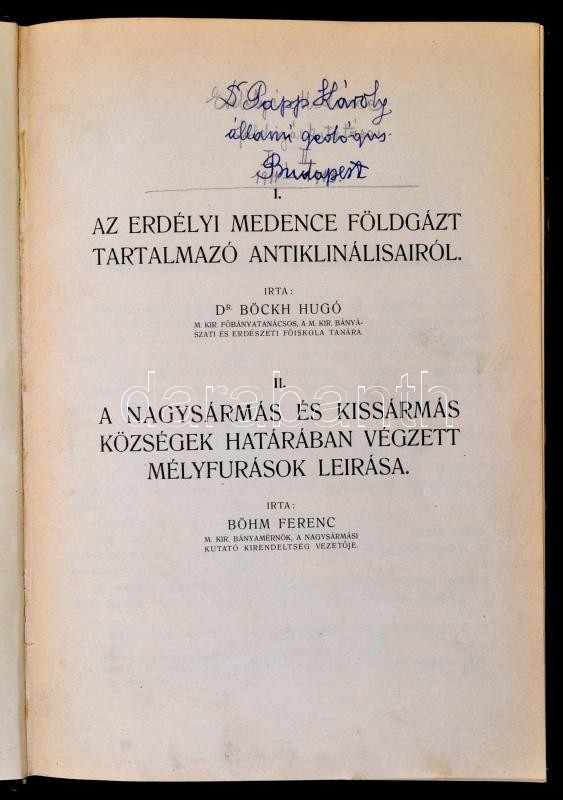 Dr Papp Károly
állami geológus.
Budapest
I.
AZ ERDÉLYI MEDENCE FÖLDGÁZT
TARTALMAZÓ ANTIKLINÁLISAIRÓL.
IRTA:
DR. BÖCKH HUGÓ
M. KIR. FŐBÁNYATANÁCSOS, A M. KIR. BÁNYÁ-
SZATI ÉS ERDÉSZETI FŐISKOLA TANÁRA.
II.
A NAGYSÁRMÁS ÉS KISSÁRMÁS
KÖZSÉGEK HATÁRÁBAN VÉGZETT
MÉLYFURÁSOK LEIRÁSA.
IRTA:
BÖHM FERENC
M. KIR. BÁNYAMÉRNÖK, A NAGYSÁRMÁSI
KUTATÓ KIRENDELTSÉG VEZETŐJE.
darabanth